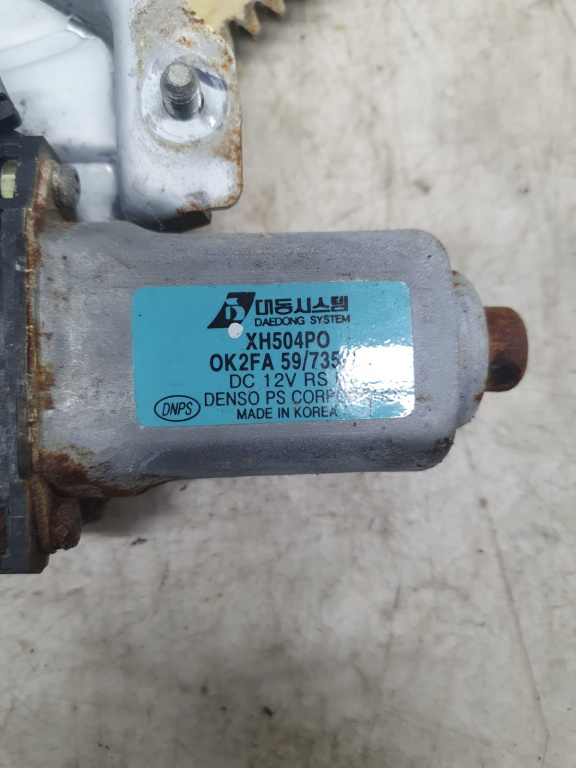 D 대동시스템
DAEDONG SYSTEM
XH504PO
OK2FA 59/735
DC 12V RS
DNPS
DENSO PS
MADE IN KOREA